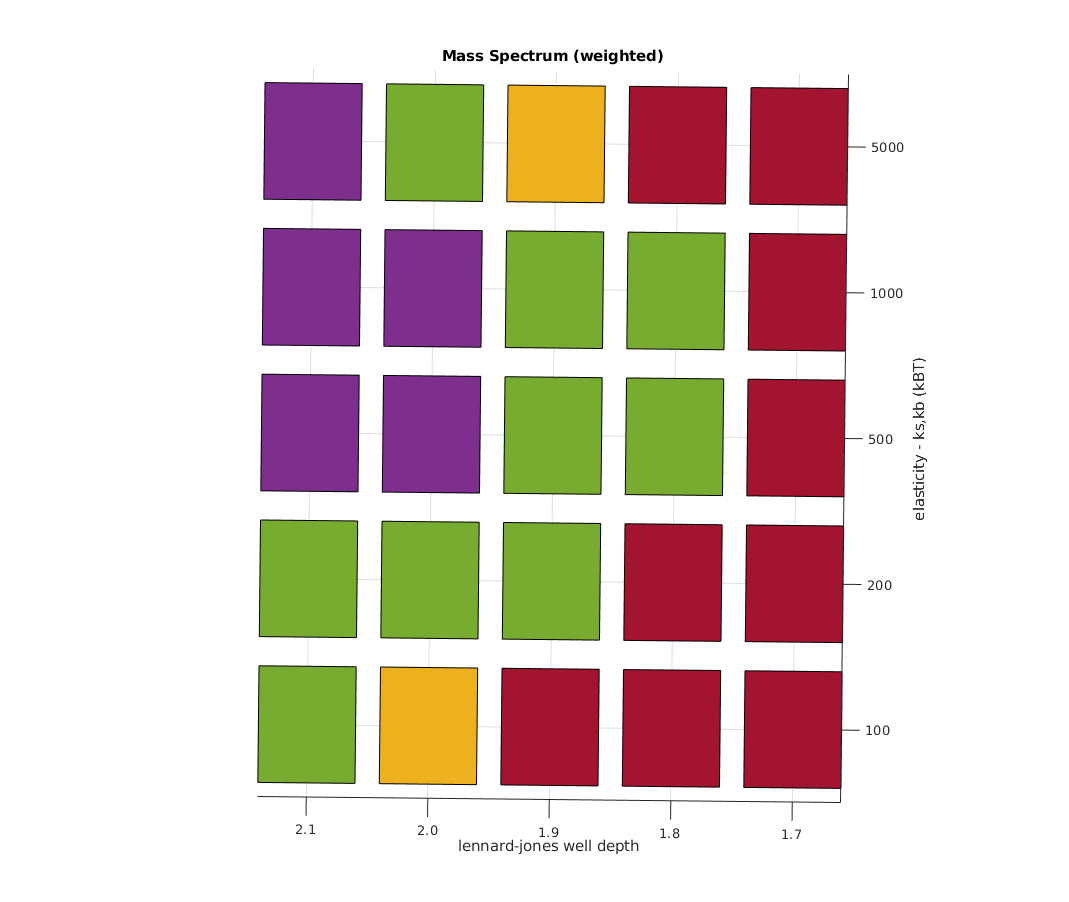 Mass Spectrum (weighted)
5000
1000
500
200
100
elasticity - ks,kb (kBT)
2.1 2.0 1.9 1.8 1.7
lennard-jones well depth